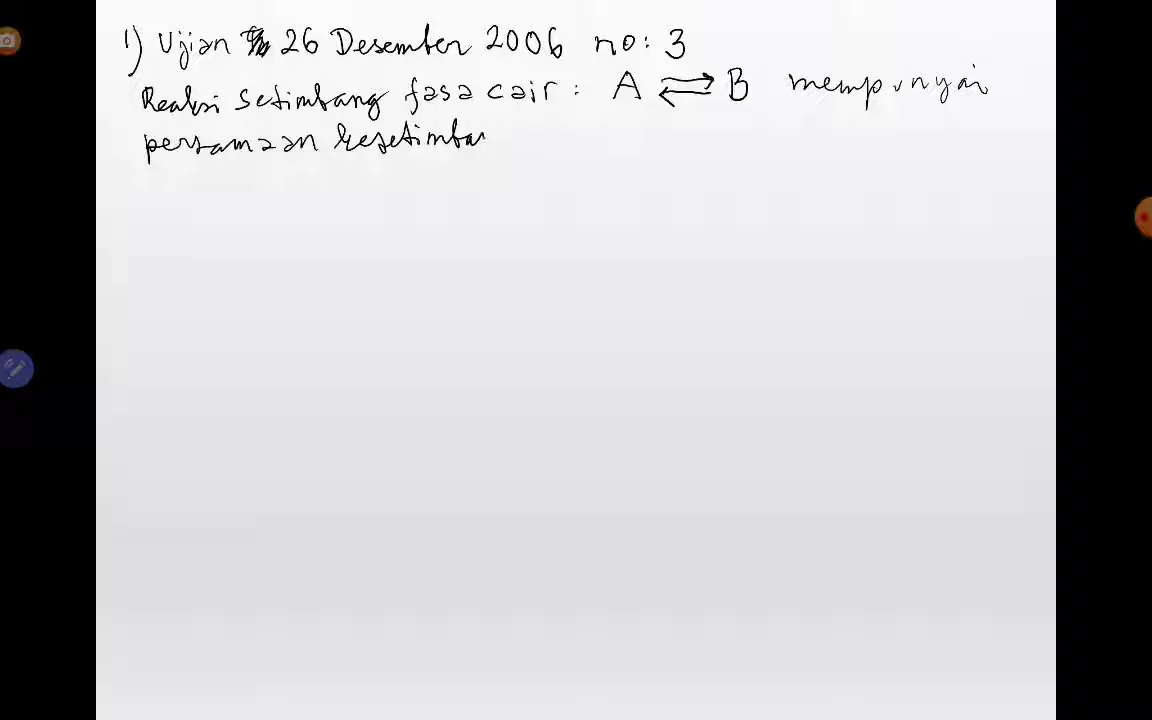 1) Ujian 26 Desember 2006 no: 3
Reaksi setimbang fasa cair : A ⇌ B mempunyai
persamaan kesetimba